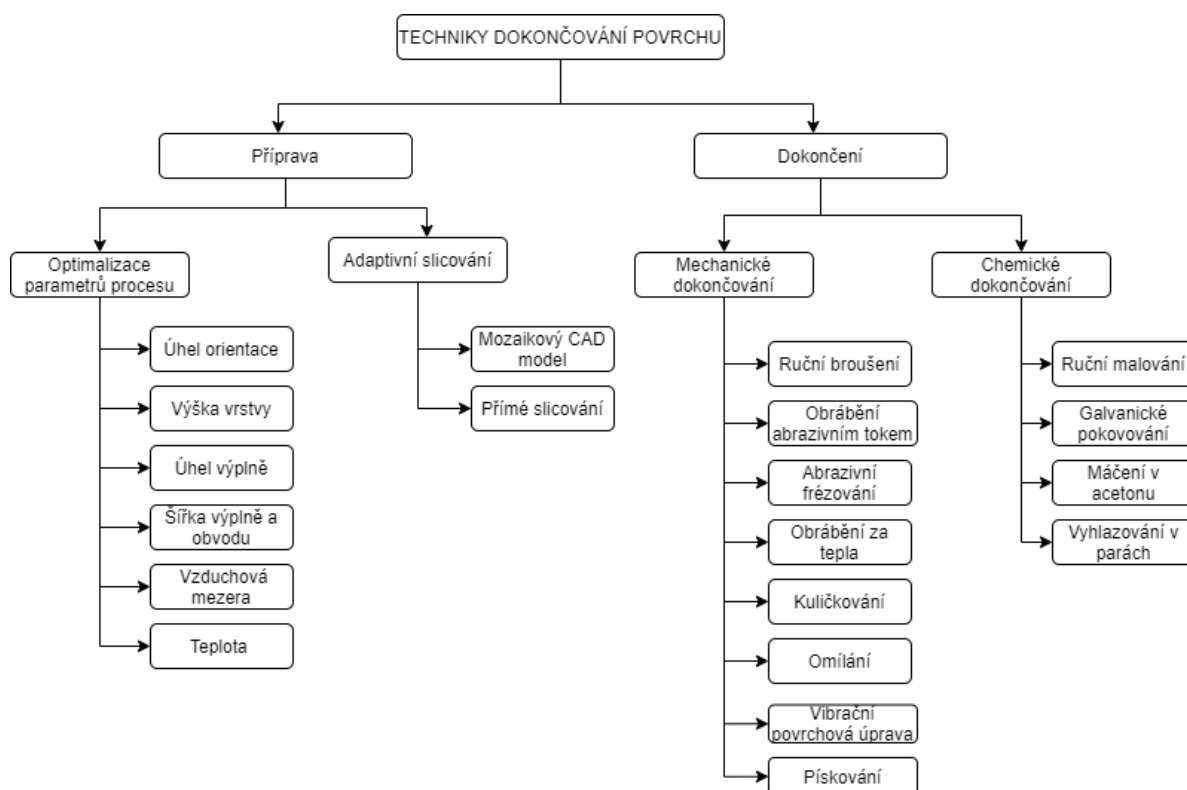 TECHNIKY DOKONČOVÁNÍ POVRCHU
Příprava
Dokončení
Optimalizace
parametrů procesu
Adaptivní slicování
Mechanické
dokončování
Chemické
dokončování
Úhel orientace
Výška vrstvy
Úhel výplně
Šířka výplně a
obvodu
Vzduchová
mezera
Teplota
Mozaikový CAD
model
Přímé slicování
Ruční broušení
Obrábění
abrazivním tokem
Abrazivní
frézování
Obrábění za
tepla
Kuličkování
Omílání
Vibrační
povrchová úprava
Pískování
Ruční malování
Galvanické
pokovování
Máčení v
acetonu
Vyhlazování v
parách